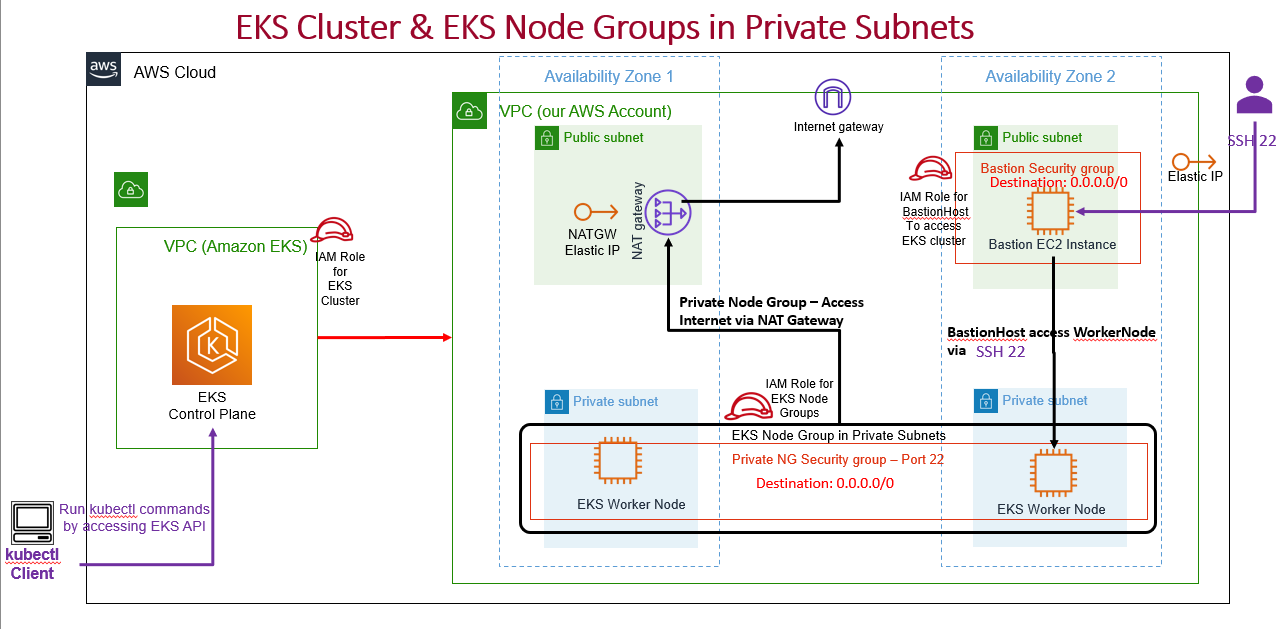 EKS Cluster & EKS Node Groups in Private Subnets
aws
AWS Cloud
Availability Zone 1
Availability Zone 2
VPC (our AWS Account)
Internet gateway
Public subnet
NAT gateway
NATGW
Elastic IP
Public subnet
Bastion Security group
Destination: 0.0.0.0/0
Bastion EC2 Instance
IAM Role for
BastionHost
To access
EKS cluster
SSH 22
Elastic IP
VPC (Amazon EKS)
IAM Role
for
EKS
Cluster
K
EKS
Control Plane
Private Node Group – Access
Internet via NAT Gateway
BastionHost access WorkerNode
via SSH 22
Private subnet
IAM Role for
EKS Node
Groups
Private subnet
EKS Node Group in Private Subnets
Private NG Security group – Port 22
Destination: 0.0.0.0/0
EKS Worker Node
EKS Worker Node
Run kubectl commands
by accessing EKS API
kubectl
Client